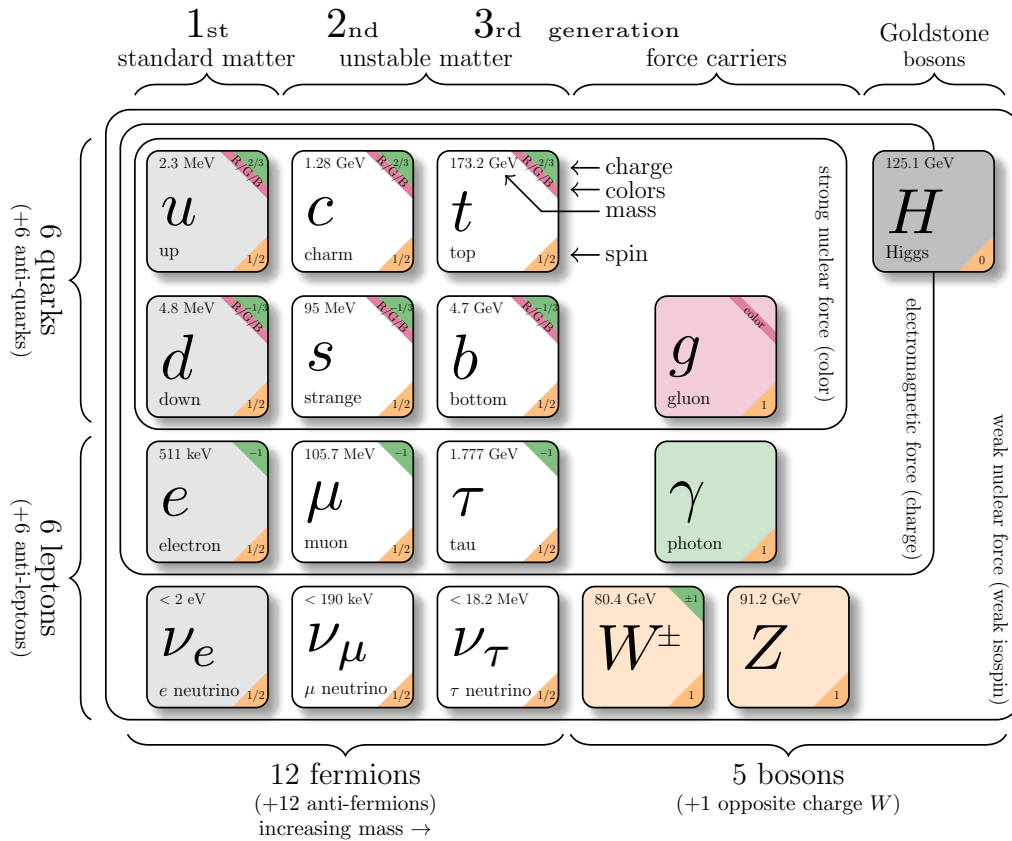 1st
2nd
3rd
generation
standard matter
unstable matter
force carriers
Goldstone
bosons
6 quarks
(+6 anti-quarks)
6 leptons
(+6 anti-leptons)
2.3 MeV
2/3
R/G/B
u
up
1/2
1.28 GeV
2/3
R/G/B
c
charm
1/2
173.2 GeV
2/3
R/G/B
t
top
1/2
charge
colors
mass
spin
strong nuclear force (color)
125.1 GeV
H
Higgs
0
4.8 MeV
−1/3
R/G/B
d
down
1/2
95 MeV
−1/3
R/G/B
s
strange
1/2
4.7 GeV
−1/3
R/G/B
b
bottom
1/2
color
g
gluon
1
electromagnetic force (charge)
511 keV
−1
e
electron
1/2
105.7 MeV
−1
μ
muon
1/2
1.777 GeV
−1
τ
tau
1/2
γ
photon
1
weak nuclear force (weak isospin)
< 2 eV
νe
e neutrino
1/2
< 190 keV
νμ
μ neutrino
1/2
< 18.2 MeV
ντ
τ neutrino
1/2
80.4 GeV
±1
W±
1
91.2 GeV
Z
1
12 fermions
(+12 anti-fermions)
increasing mass →
5 bosons
(+1 opposite charge W)